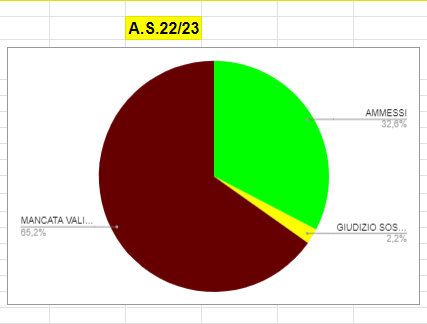 A.S.22/23
AMMESSI
32,6%
MANCATA VALI...
65,2%
GIUDIZIO SOS...
2,2%